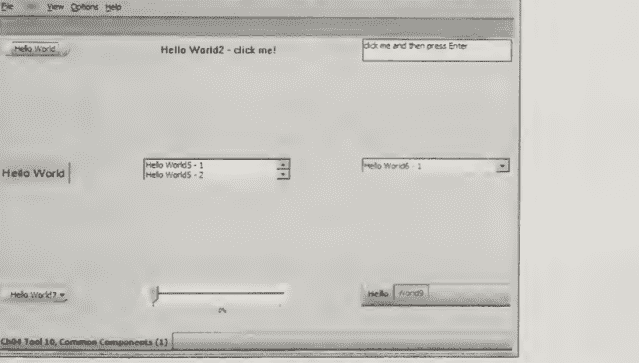 File View Options Help
Hello World
Hello World2 - click me!
click me and then press Enter
Hello World
Hello World5 - 1
Hello World5 - 2
Hello World6 - 1
Hello World7
Hello World9
Ch04 Tool 10, Common Components (1)